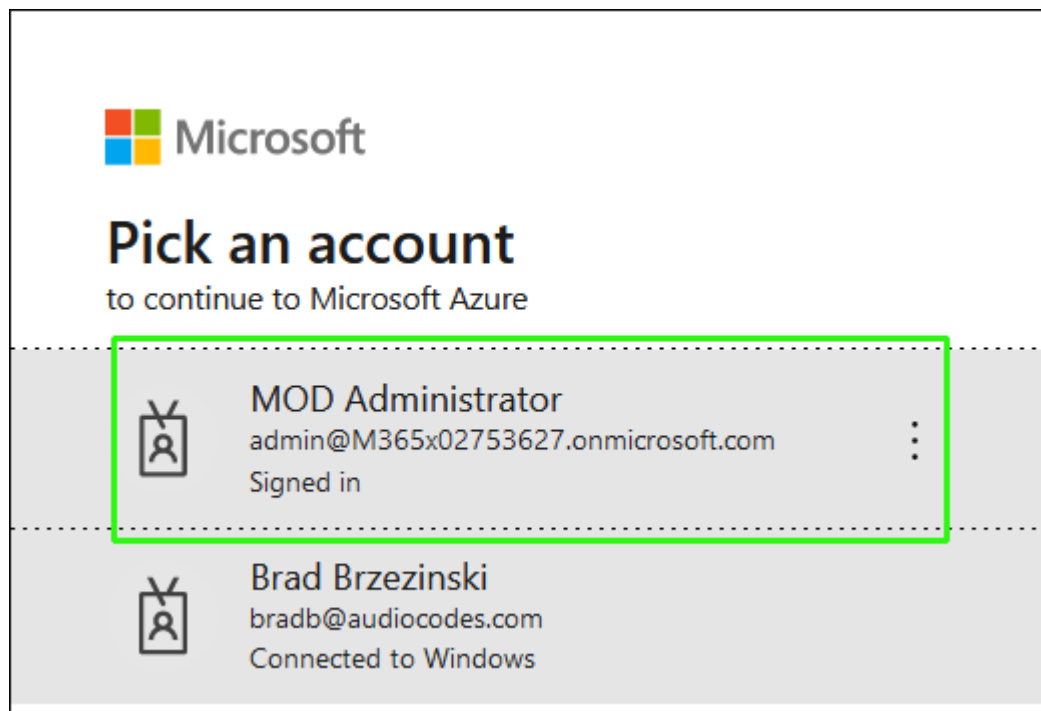 Microsoft
Pick an account
to continue to Microsoft Azure
MOD Administrator
admin@M365x02753627.onmicrosoft.com
Signed in
Brad Brzezinski
bradb@audiocodes.com
Connected to Windows